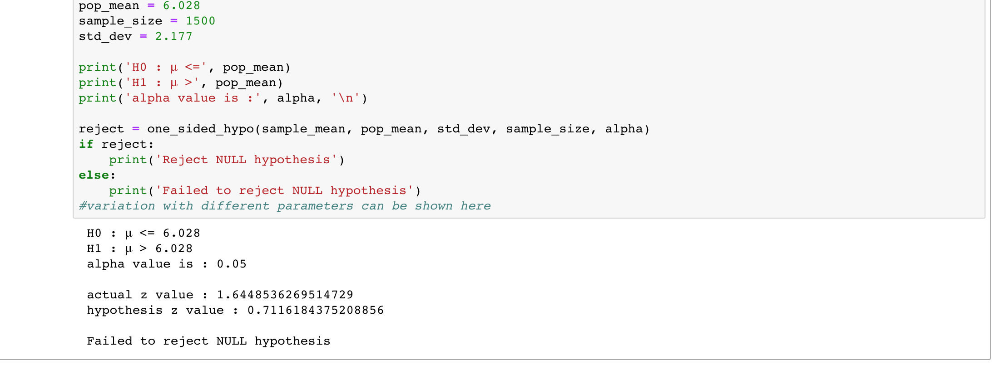 pop_mean = 6.028
sample_size = 1500
std_dev = 2.177
print('H0 : µ <=', pop_mean)
print('H1 : µ >', pop_mean)
print('alpha value is :', alpha, '\n')
reject = one_sided_hypo(sample_mean, pop_mean, std_dev, sample_size, alpha)
if reject:
    print('Reject NULL hypothesis')
else:
    print('Failed to reject NULL hypothesis')
#variation with different parameters can be shown here
H0 : µ <= 6.028
H1 : µ > 6.028
alpha value is : 0.05
actual z value : 1.6448536269514729
hypothesis z value : 0.7116184375208856
Failed to reject NULL hypothesis